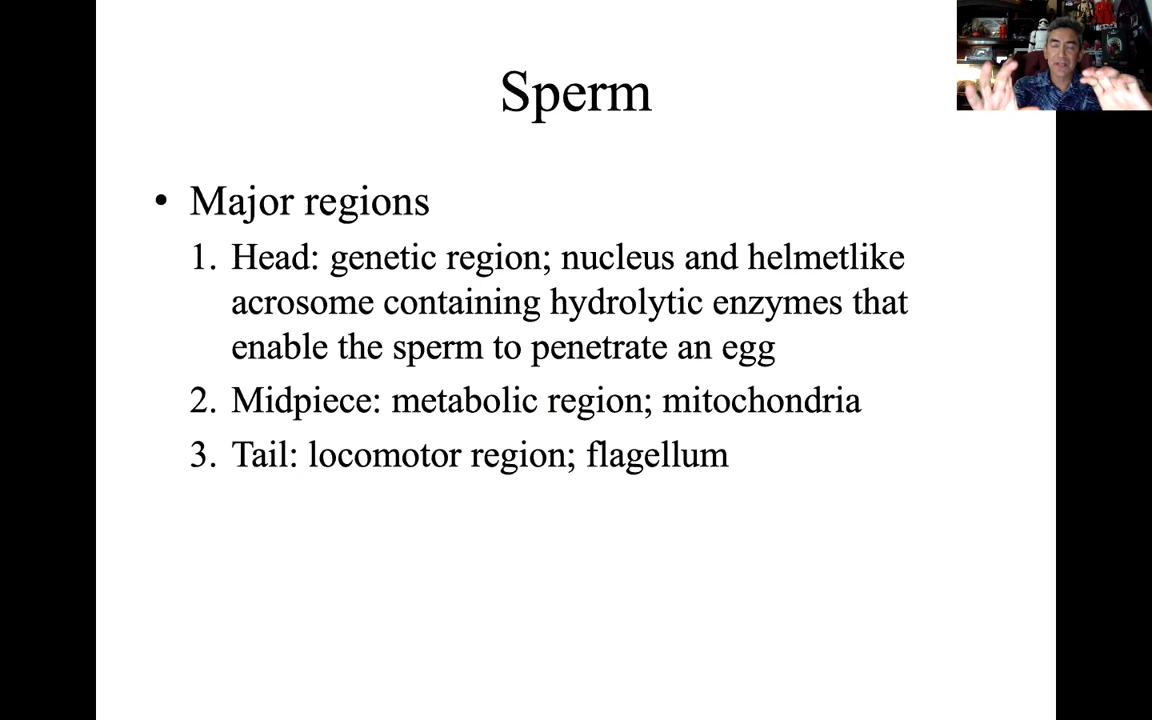 Sperm
• Major regions
1. Head: genetic region; nucleus and helmetlike
acrosome containing hydrolytic enzymes that
enable the sperm to penetrate an egg
2. Midpiece: metabolic region; mitochondria
3. Tail: locomotor region; flagellum